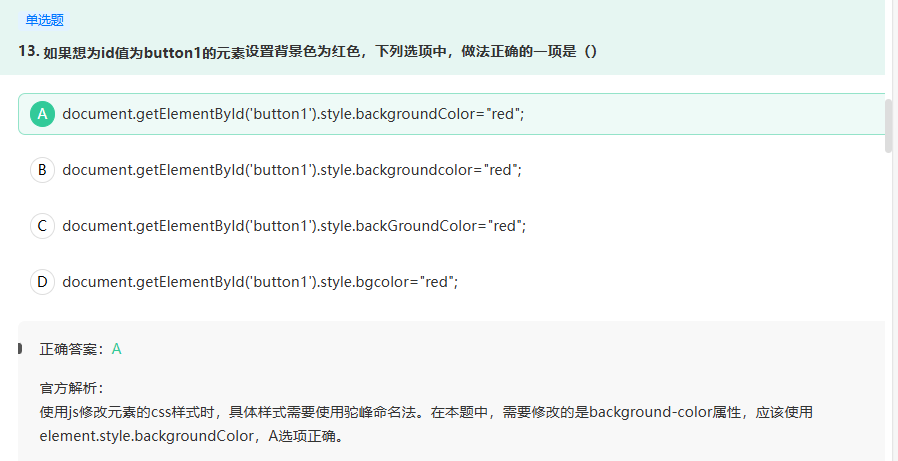 单选题
13. 如果想为id值为button1的元素设置背景色为红色，下列选项中，做法正确的一项是（）
A document.getElementById('button1').style.backgroundColor="red";
B document.getElementById('button1').style.backgroundcolor="red";
C document.getElementById('button1').style.backGroundColor="red";
D document.getElementById('button1').style.bgcolor="red";
正确答案：A
官方解析：
使用js修改元素的css样式时，具体样式需要使用驼峰命名法。在本题中，需要修改的是background-color属性，应该使用
element.style.backgroundColor，A选项正确。